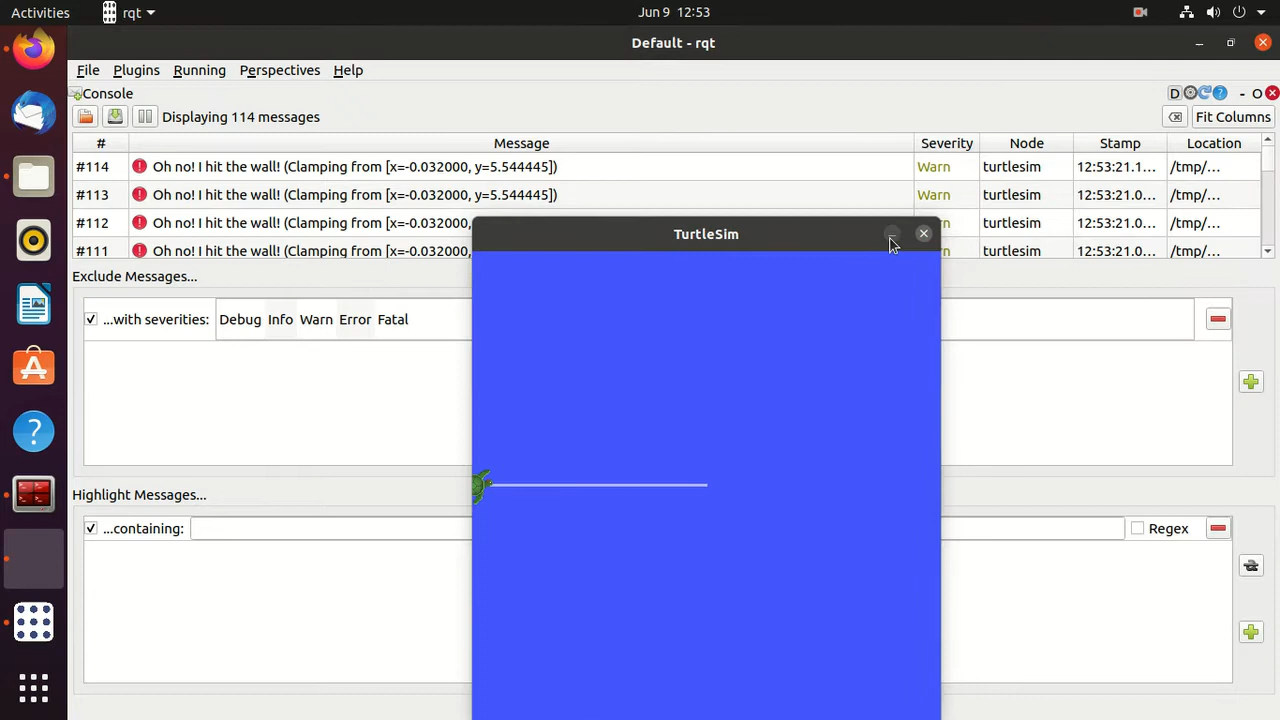 Activities rqt Jun 9 12:53
Default - rqt
File Plugins Running Perspectives Help
Console D ? - O
Displaying 114 messages Fit Columns
# Message Severity Node Stamp Location
#114 Oh no! I hit the wall! (Clamping from [x=-0.032000, y=5.544445]) Warn turtlesim 12:53:21.1... /tmp/...
#113 Oh no! I hit the wall! (Clamping from [x=-0.032000, y=5.544445]) Warn turtlesim 12:53:21.0... /tmp/...
#112 Oh no! I hit the wall! (Clamping from [x=-0.032000, turtlesim 12:53:21.0... /tmp/...
#111 Oh no! I hit the wall! (Clamping from [x=-0.032000, turtlesim 12:53:21.0... /tmp/...
TurtleSim
Exclude Messages...
...with severities: Debug Info Warn Error Fatal
Highlight Messages...
...containing: Regex